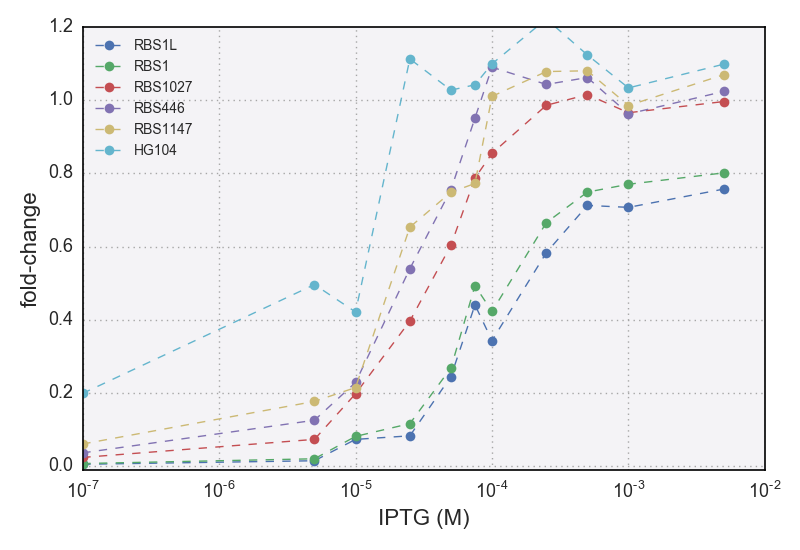 1.2
1.0
0.8
0.6
0.4
0.2
0.0
fold-change
RBS1L
RBS1
RBS1027
RBS446
RBS1147
HG104
10^-7 10^-6 10^-5 10^-4 10^-3 10^-2
IPTG (M)